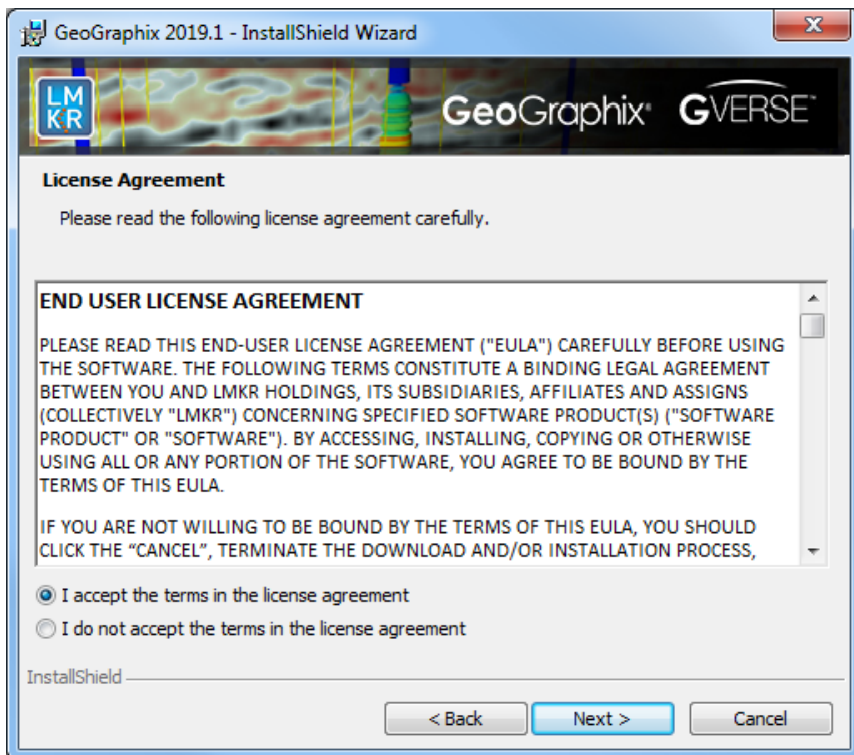 GeoGraphix 2019.1 - InstallShield Wizard
LM
KR
GeoGraphix® GVERSE™
License Agreement
Please read the following license agreement carefully.
END USER LICENSE AGREEMENT
PLEASE READ THIS END-USER LICENSE AGREEMENT ("EULA") CAREFULLY BEFORE USING
THE SOFTWARE. THE FOLLOWING TERMS CONSTITUTE A BINDING LEGAL AGREEMENT
BETWEEN YOU AND LMKR HOLDINGS, ITS SUBSIDIARIES, AFFILIATES AND ASSIGNS
(COLLECTIVELY "LMKR") CONCERNING SPECIFIED SOFTWARE PRODUCT(S) ("SOFTWARE
PRODUCT" OR "SOFTWARE"). BY ACCESSING, INSTALLING, COPYING OR OTHERWISE
USING ALL OR ANY PORTION OF THE SOFTWARE, YOU AGREE TO BE BOUND BY THE
TERMS OF THIS EULA.
IF YOU ARE NOT WILLING TO BE BOUND BY THE TERMS OF THIS EULA, YOU SHOULD
CLICK THE “CANCEL”, TERMINATE THE DOWNLOAD AND/OR INSTALLATION PROCESS,
I accept the terms in the license agreement
I do not accept the terms in the license agreement
InstallShield
< Back Next > Cancel